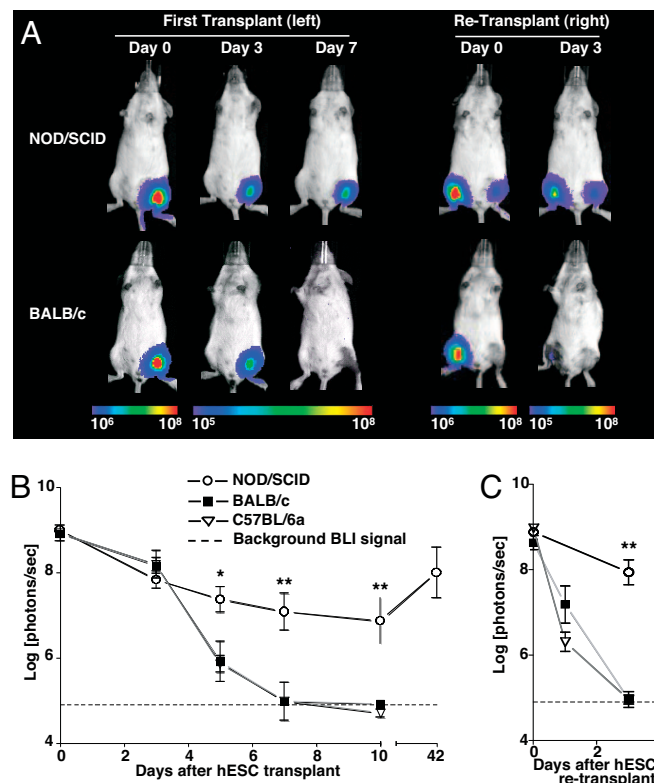 A
First Transplant (left)
Re-Transplant (right)
Day 0 Day 3 Day 7 Day 0 Day 3
NOD/SCID
BALB/c
10⁶ 10⁸ 10⁵ 10⁸ 10⁶ 10⁸ 10⁵ 10⁸
B
NOD/SCID
BALB/c
C57BL/6a
Background BLI signal
Log [photons/sec]
10
8
6
4
* ** **
0 2 4 6 8 10 42
Days after hESC transplant
C
Log [photons/sec]
10
8
6
4
**
0 2
Days after hESC
re-transplant